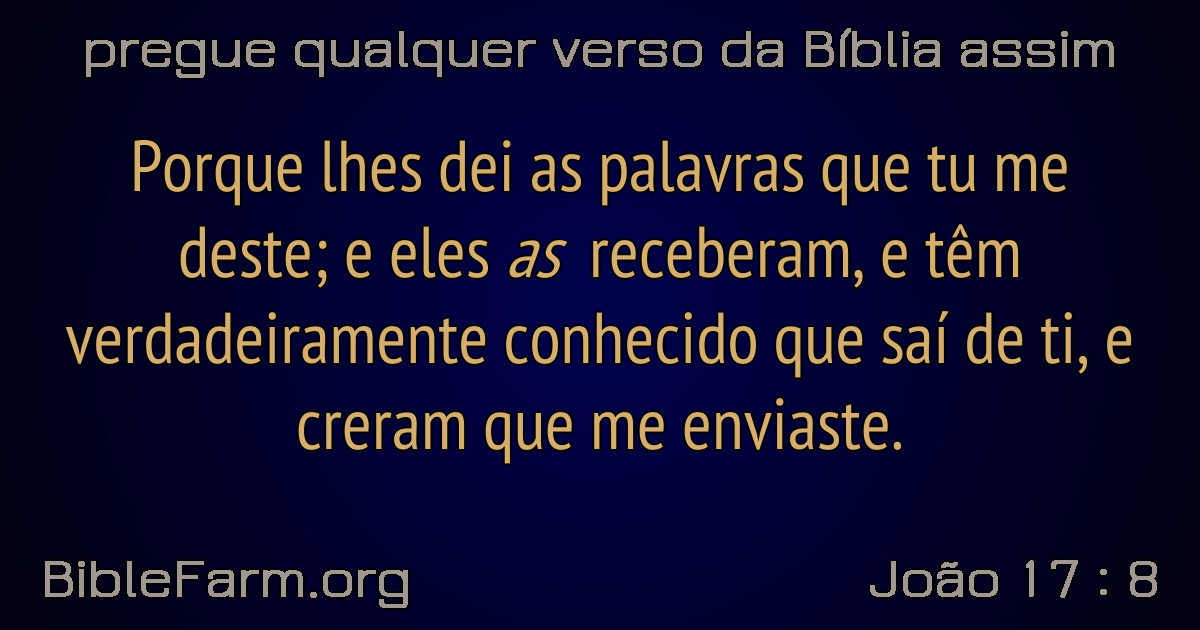 pregue qualquer verso da Bíblia assim
Porque lhes dei as palavras que tu me
deste; e eles as receberam, e têm
verdadeiramente conhecido que saí de ti, e
creram que me enviaste.
BibleFarm.org
João 17 : 8